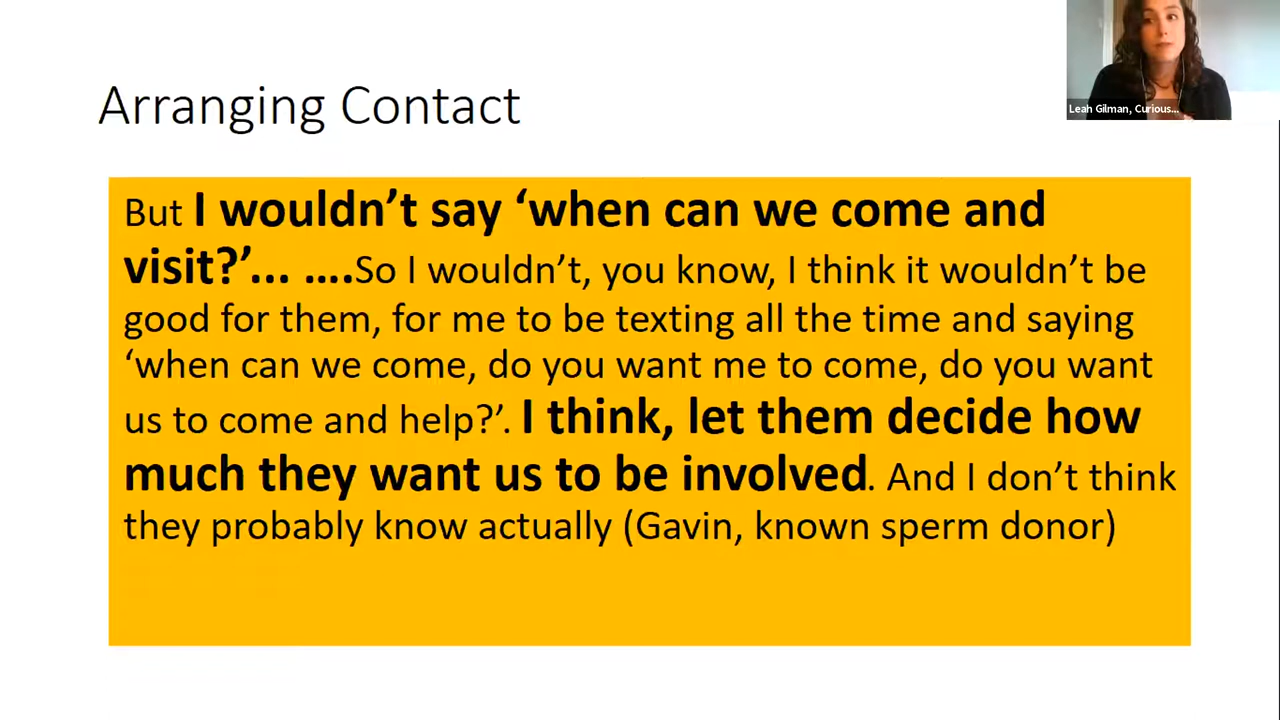 Leah Gilman, Curious...
Arranging Contact
But I wouldn’t say ‘when can we come and
visit?’... ….So I wouldn’t, you know, I think it wouldn’t be
good for them, for me to be texting all the time and saying
‘when can we come, do you want me to come, do you want
us to come and help?’. I think, let them decide how
much they want us to be involved. And I don’t think
they probably know actually (Gavin, known sperm donor)